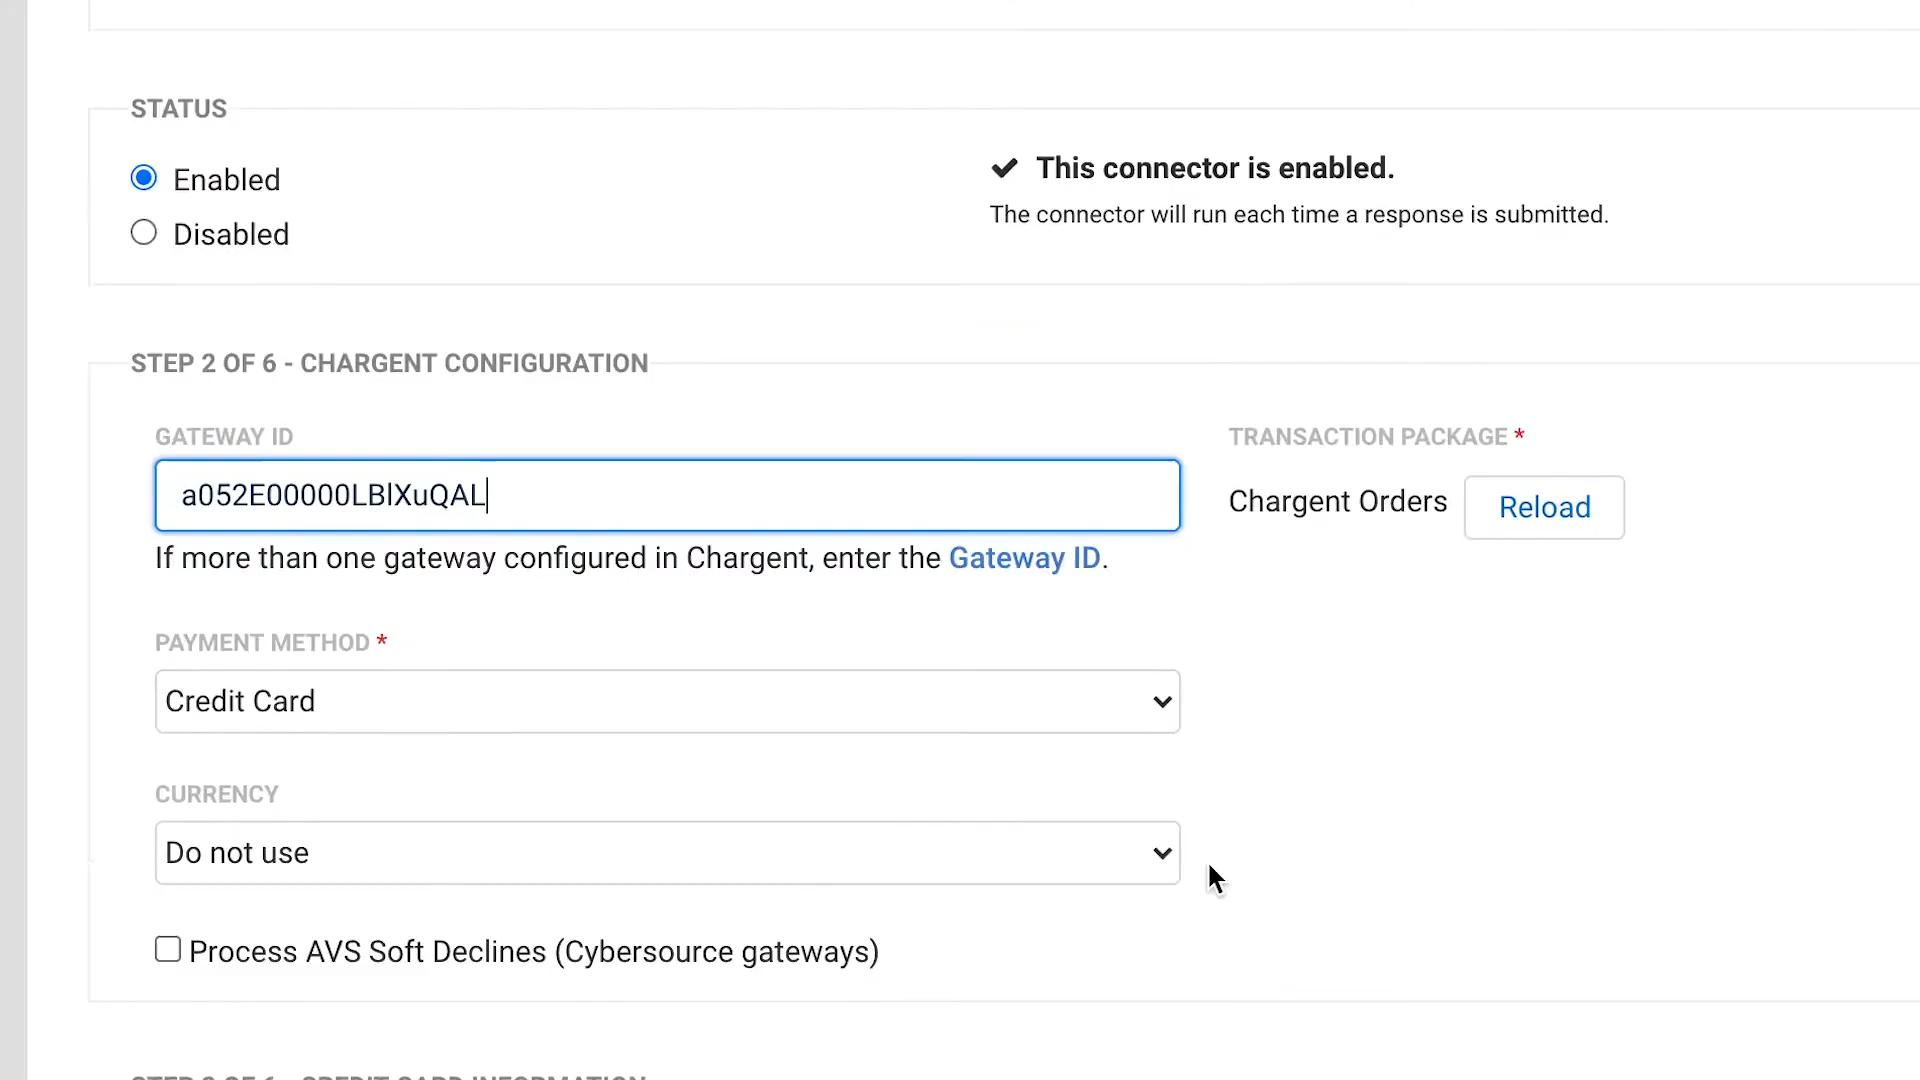 STATUS
Enabled
Disabled
This connector is enabled.
The connector will run each time a response is submitted.
STEP 2 OF 6 - CHARGENT CONFIGURATION
GATEWAY ID
a052E00000LBlXuQAL
If more than one gateway configured in Chargent, enter the Gateway ID.
TRANSACTION PACKAGE *
Chargent Orders
Reload
PAYMENT METHOD *
Credit Card
CURRENCY
Do not use
Process AVS Soft Declines (Cybersource gateways)
STEP 3 OF 6 - CREDIT CARD INFORMATION